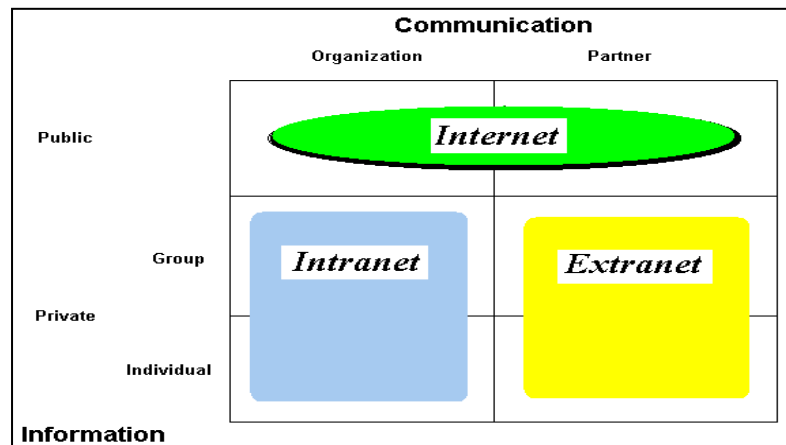 Communication
Organization Partner
Public Internet
Group Intranet Extranet
Private
Individual
Information